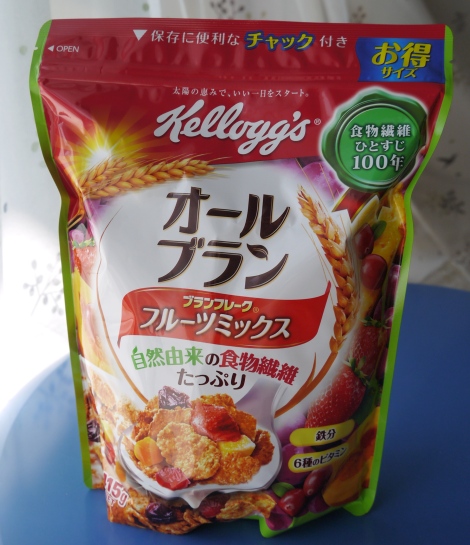 ◀ OPEN
▼保存に便利なチャック付き
お得
サイズ
太陽の恵みで、いい一日をスタート。
Kellogg's®
食物繊維
ひとすじ
100年
オール
ブラン
ブランフレーク®
フルーツミックス
自然由来の食物繊維
たっぷり
鉄分
6種のビタミン
15g